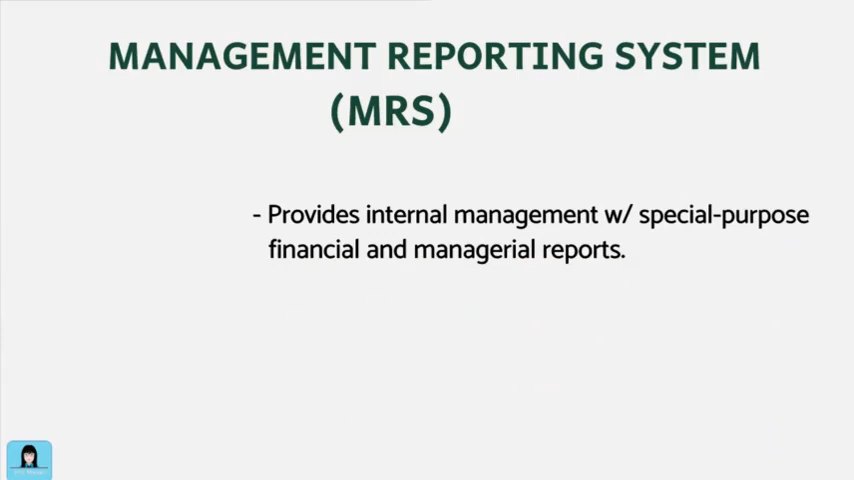 MANAGEMENT REPORTING SYSTEM
(MRS)
- Provides internal management w/ special-purpose
financial and managerial reports.